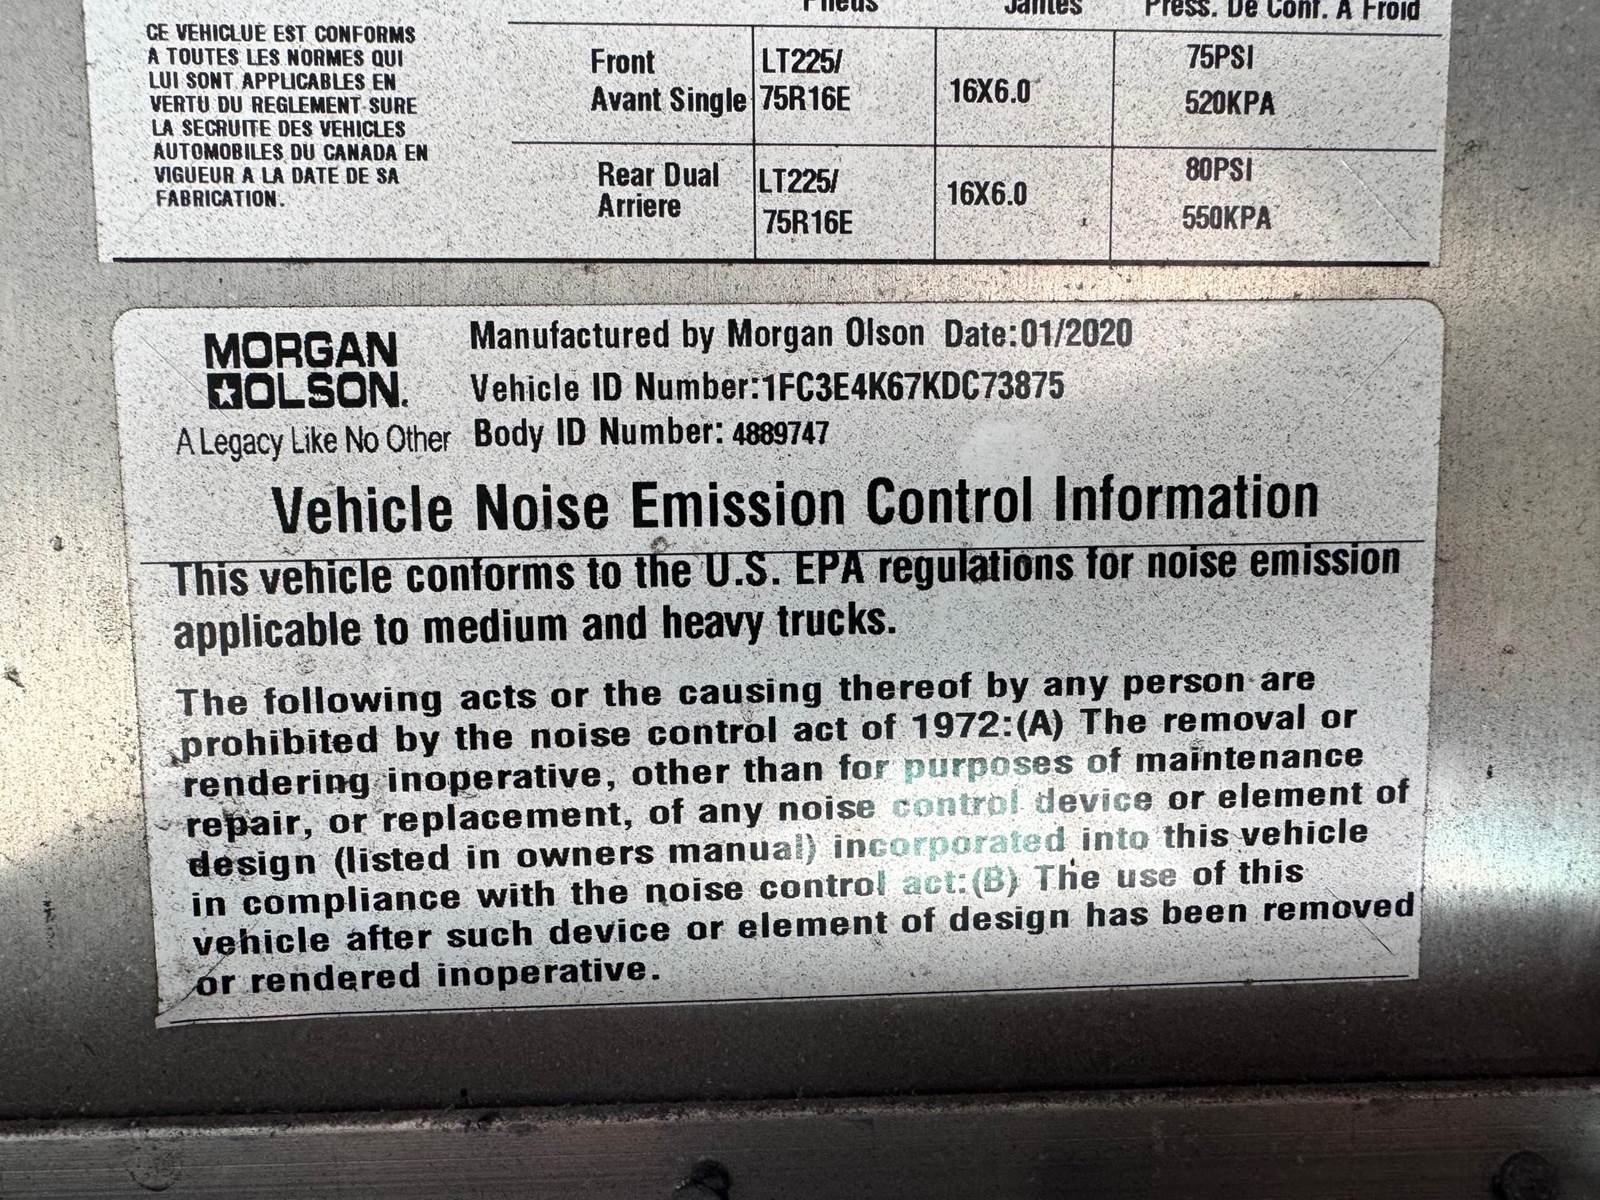 Pneus Jantes Press. De Conf. A Froid
CE VEHICLUE EST CONFORMS
A TOUTES LES NORMES QUI
LUI SONT APPLICABLES EN
VERTU DU REGLEMENT SURE
LA SECRUITE DES VEHICLES
AUTOMOBILES DU CANADA EN
VIGUEUR A LA DATE DE SA
FABRICATION.
Front LT225/ 75PSI
Avant Single 75R16E 16X6.0 520KPA
Rear Dual LT225/ 16X6.0 80PSI
Arriere 75R16E 550KPA
MORGAN
OLSON.
A Legacy Like No Other
Manufactured by Morgan Olson Date:01/2020
Vehicle ID Number:1FC3E4K67KDC73875
Body ID Number: 4889747
Vehicle Noise Emission Control Information
This vehicle conforms to the U.S. EPA regulations for noise emission
applicable to medium and heavy trucks.
The following acts or the causing thereof by any person are
prohibited by the noise control act of 1972:(A) The removal or
rendering inoperative, other than for purposes of maintenance
repair, or replacement, of any noise control device or element of
design (listed in owners manual) incorporated into this vehicle
in compliance with the noise control act:(B) The use of this
vehicle after such device or element of design has been removed
or rendered inoperative.